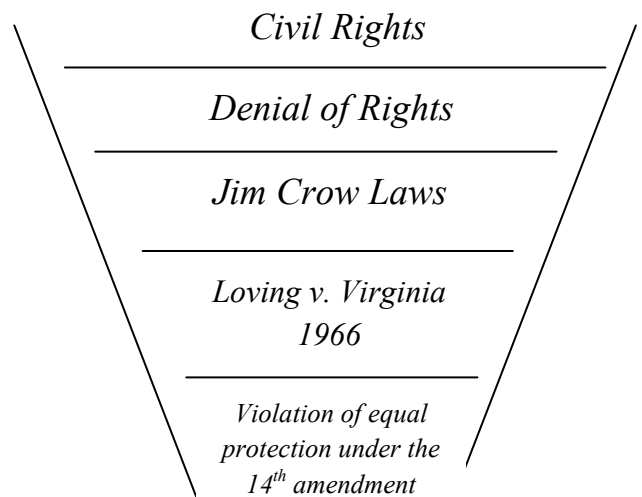 Civil Rights
Denial of Rights
Jim Crow Laws
Loving v. Virginia
1966
Violation of equal
protection under the
14th amendment